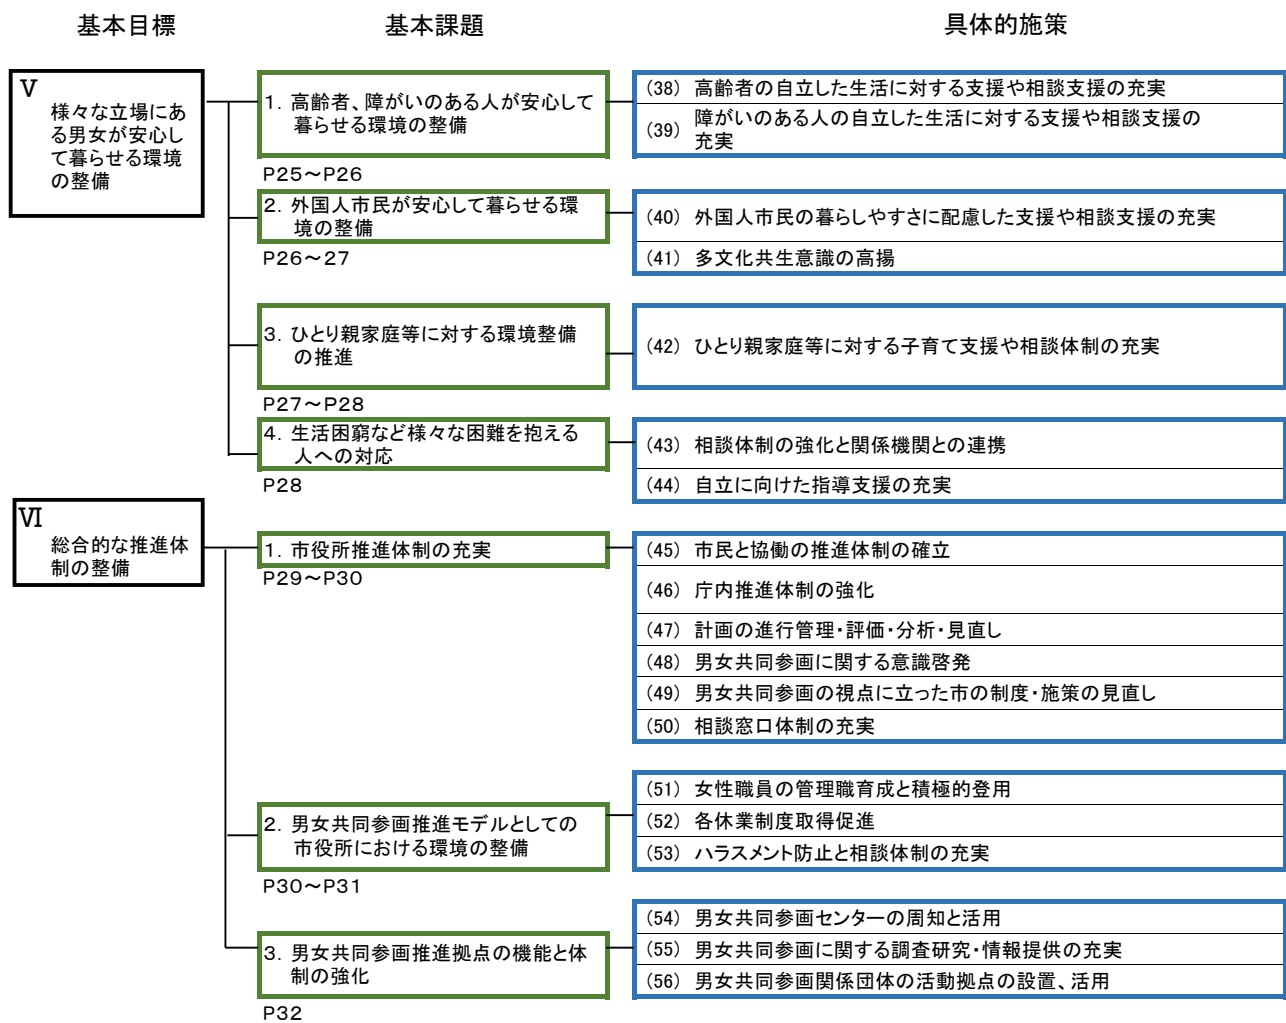 基本目標
基本課題
具体的施策
Ⅴ
様々な立場にあ
る男女が安心し
て暮らせる環境
の整備
1．高齢者、障がいのある人が安心して
暮らせる環境の整備
P25～P26
(38) 高齢者の自立した生活に対する支援や相談支援の充実
(39) 障がいのある人の自立した生活に対する支援や相談支援の
充実
2．外国人市民が安心して暮らせる環
境の整備
P26～27
(40) 外国人市民の暮らしやすさに配慮した支援や相談支援の充実
(41) 多文化共生意識の高揚
3．ひとり親家庭等に対する環境整備
の推進
P27～P28
(42) ひとり親家庭等に対する子育て支援や相談体制の充実
4．生活困窮など様々な困難を抱える
人への対応
P28
(43) 相談体制の強化と関係機関との連携
(44) 自立に向けた指導支援の充実
Ⅵ
総合的な推進体
制の整備
1．市役所推進体制の充実
P29～P30
(45) 市民と協働の推進体制の確立
(46) 庁内推進体制の強化
(47) 計画の進行管理・評価・分析・見直し
(48) 男女共同参画に関する意識啓発
(49) 男女共同参画の視点に立った市の制度・施策の見直し
(50) 相談窓口体制の充実
2．男女共同参画推進モデルとしての
市役所における環境の整備
P30～P31
(51) 女性職員の管理職育成と積極的登用
(52) 各休業制度取得促進
(53) ハラスメント防止と相談体制の充実
3．男女共同参画推進拠点の機能と体
制の強化
P32
(54) 男女共同参画センターの周知と活用
(55) 男女共同参画に関する調査研究・情報提供の充実
(56) 男女共同参画関係団体の活動拠点の設置、活用